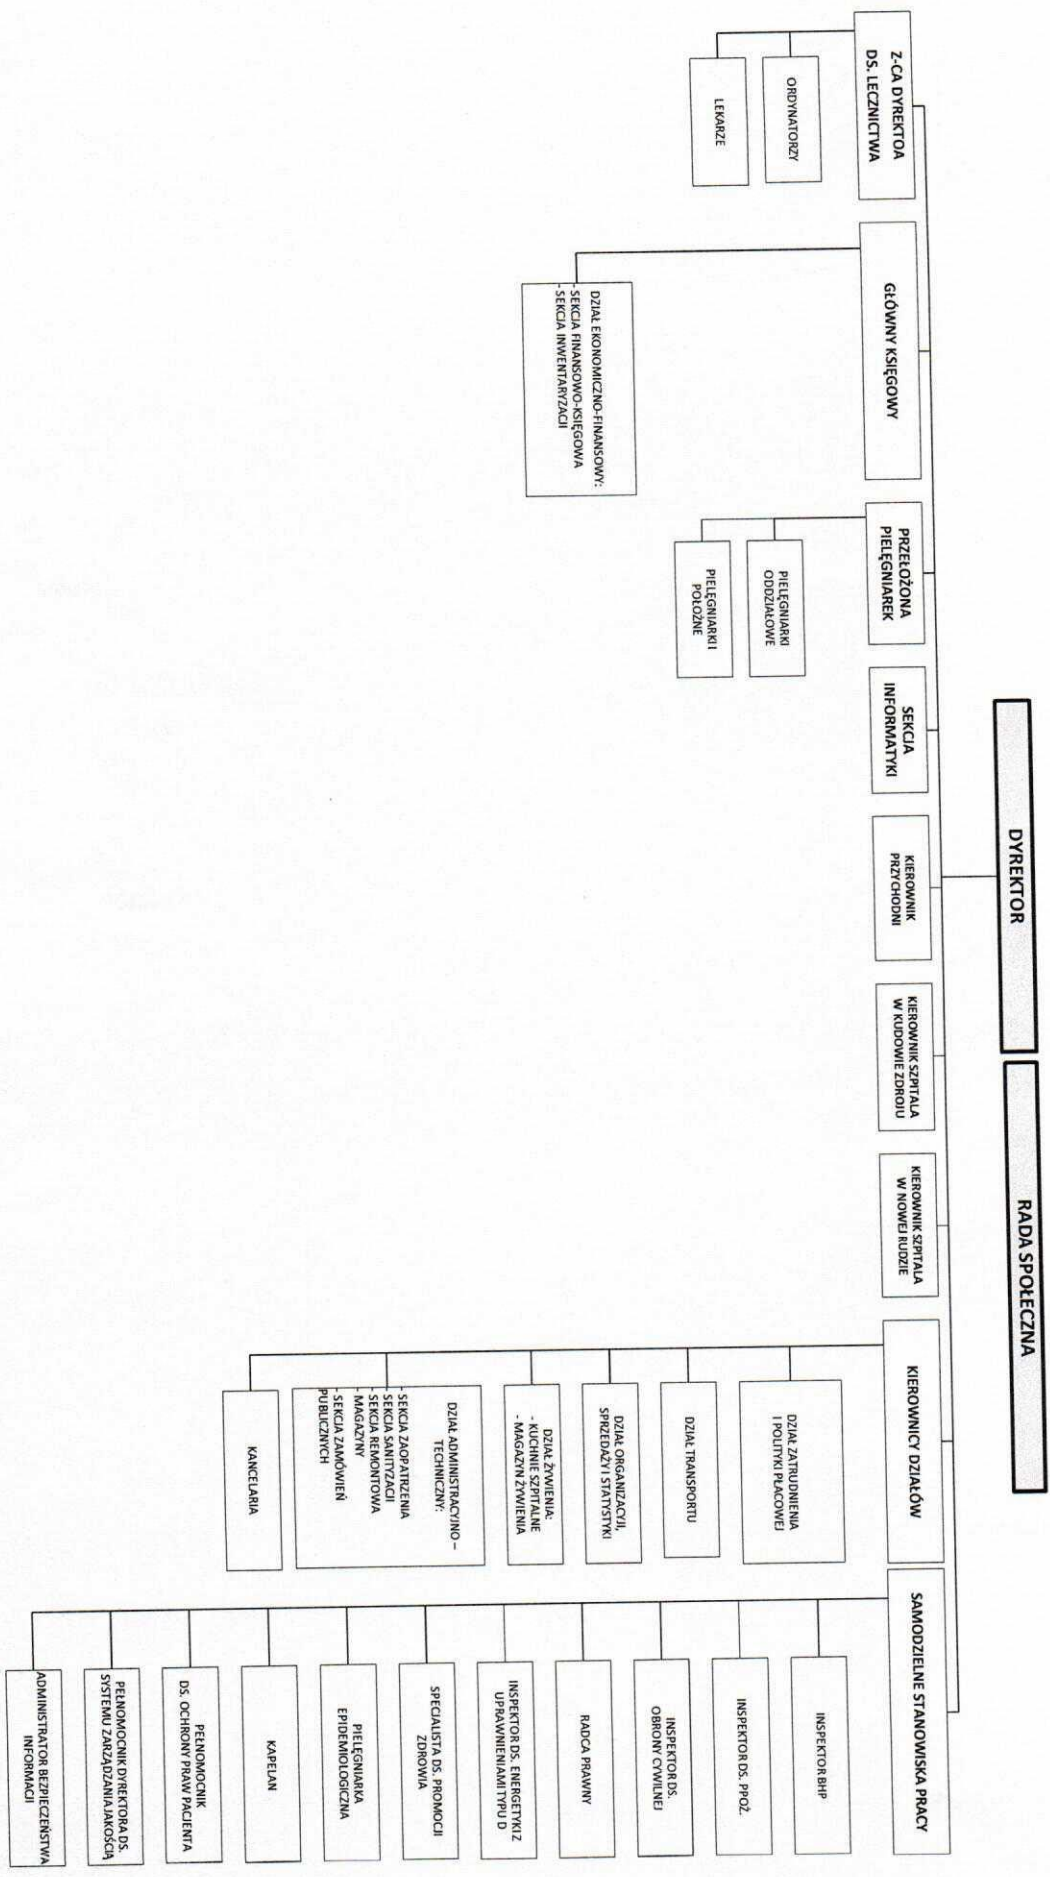 DYREKTOR
RADA SPOŁECZNA
Z-CA DYREKTOA
DS. LECZNICTWA
ORDYNATORZY
LEKARZE
GŁÓWNY KSIĘGOWY
DZIAŁ EKONOMICZNO-FINANSOWY:
- SEKCJA FINANSOWO-KSIĘGOWA
- SEKCJA INWENTARYZACJI
PRZEŁOŻONA
PIELĘGNIAREK
PIELĘGNIARKI
ODDZIAŁOWE
PIELĘGNIARKI I
POŁOŻNE
SEKCJA
INFORMATYKI
KIEROWNIK
PRZYCHODNI
KIEROWNIK SZPITALA
W KUDOWIE ZDROJU
KIEROWNIK SZPITALA
W NOWEJ RUDZIE
KIEROWNICY DZIAŁÓW
DZIAŁ ZATRUDNIENIA
I POLITYKI PŁACOWEJ
DZIAŁ TRANSPORTU
DZIAŁ ORGANIZACYJI,
SPRZEDAŻY I STATYSTYKI
DZIAŁ ŻYWIENIA:
- KUCHNIE SZPITALNE
- MAGAZYN ŻYWIENIA
DZIAŁ ADMINISTRACYJNO –
TECHNICZNY:
- SEKCJA ZAOPATRZENIA
- SEKCJA SANITYZACJI
- SEKCJA REMONTOWA
- MAGAZYNY
- SEKCJA ZAMÓWIEŃ
PUBLICZNYCH
KANCELARIA
SAMODZIELNE STANOWISKA PRACY
INSPEKTOR BHP
INSPEKTOR DS. PPOŻ.
INSPEKTOR DS.
OBRONY CYWILNEJ
RADCA PRAWNY
INSPEKTOR DS. ENERGETYKI Z
UPRAWNIENIAMI TYPU D
SPECJALISTA DS. PROMOCJI
ZDROWIA
PIELĘGNIARKA
EPIDEMIOLOGICZNA
KAPELAN
PEŁNOMOCNIK
DS. OCHRONY PRAW PACJENTA
PEŁNOMOCNIK DYREKTORA DS.
SYSTEMU ZARZĄDZANIA JAKOŚCIĄ
ADMINISTRATOR BEZPIECZEŃSTWA
INFORMACJI